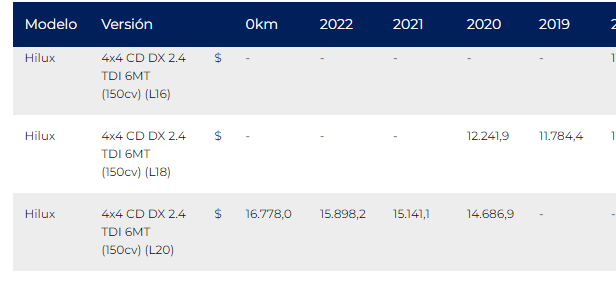 Modelo Versión 0km 2022 2021 2020 2019
Hilux 4x4 CD DX 2.4 $ - - - - -
TDI 6MT
(150cv) (L16)
Hilux 4x4 CD DX 2.4 $ - - - 12.241,9 11.784,4
TDI 6MT
(150cv) (L18)
Hilux 4x4 CD DX 2.4 $ 16.778,0 15.898,2 15.141,1 14.686,9 - -
TDI 6MT
(150cv) (L20)